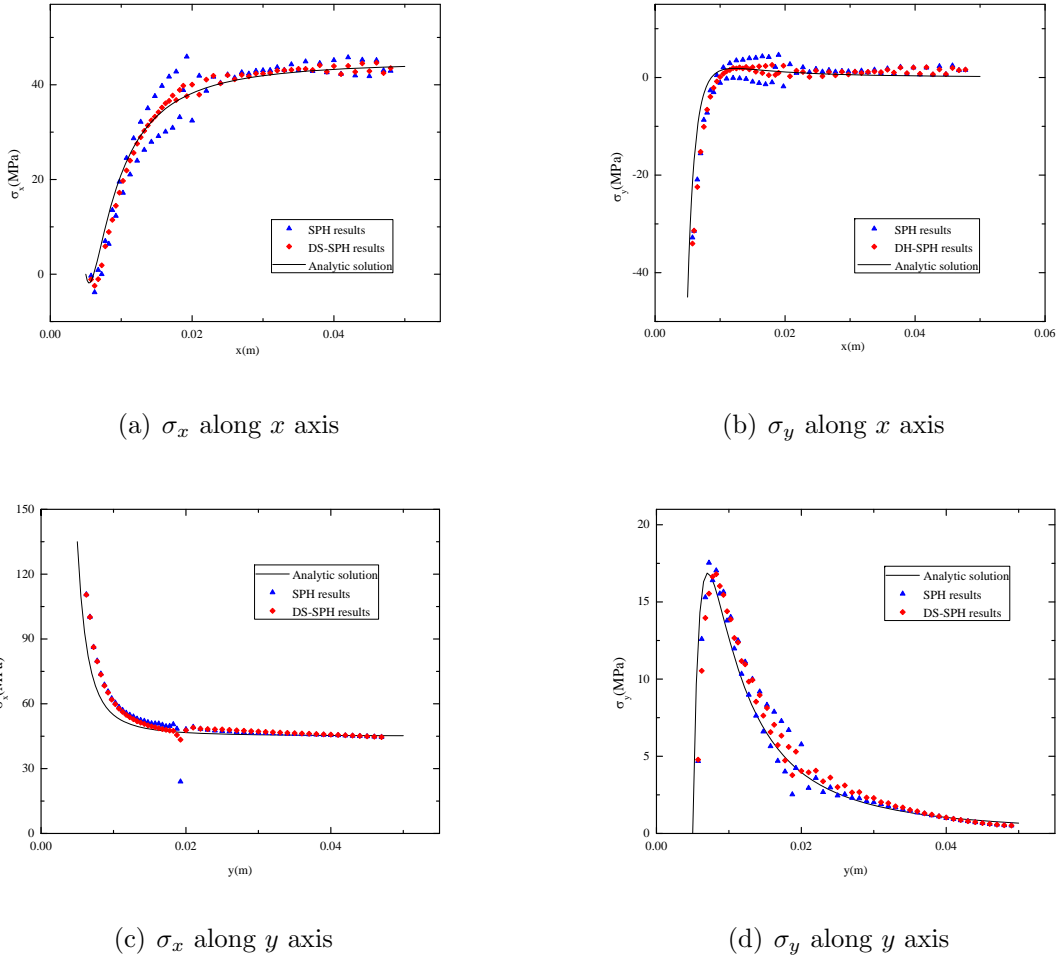 40
20
0
0.00
0.02
0.04
σx(MPa)
x(m)
SPH results
DS-SPH results
Analytic solution
(a) σx along x axis
0
-20
-40
0.00
0.02
0.04
0.06
σy(MPa)
x(m)
SPH results
DH-SPH results
Analytic solution
(b) σy along x axis
150
120
90
60
30
0
0.00
0.02
0.04
y(m)
Analytic solution
SPH results
DS-SPH results
(c) σx along y axis
20
15
10
5
0
0.00
0.02
0.04
σy(MPa)
y(m)
Analytic solution
SPH results
DS-SPH results
(d) σy along y axis